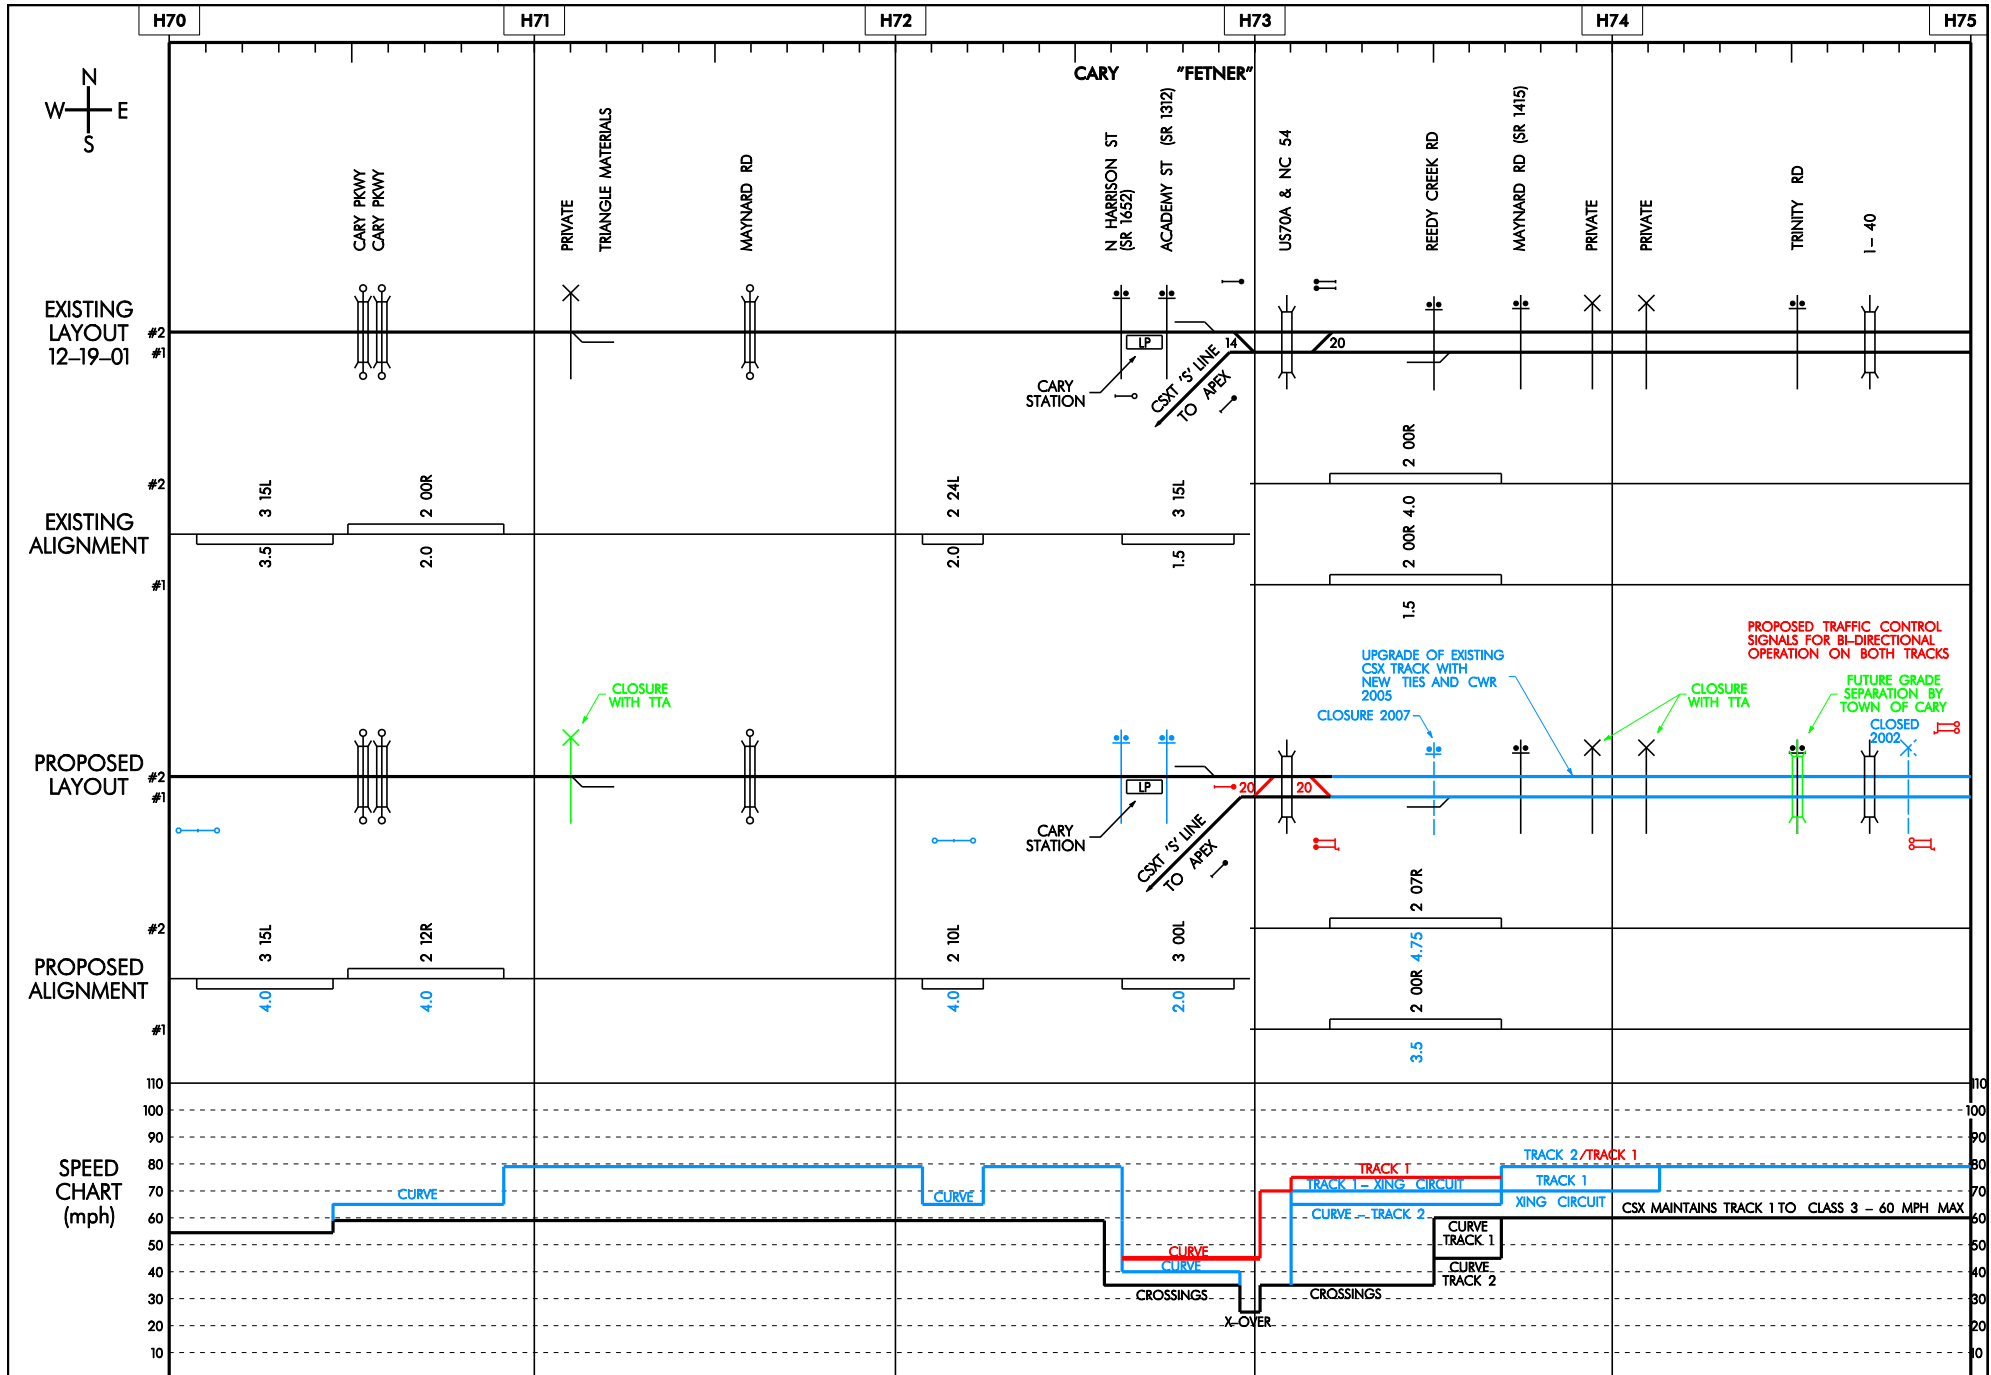 H70
H71
H72
H73
H74
H75
N
W E
S
CARY "FETNER"
CARY PKWY
CARY PKWY
PRIVATE
TRIANGLE MATERIALS
MAYNARD RD
N HARRISON ST
(SR 1652)
ACADEMY ST (SR 1312)
US70A & NC 54
REEDY CREEK RD
MAYNARD RD (SR 1415)
PRIVATE
PRIVATE
TRINITY RD
I-40
EXISTING
LAYOUT
12-19-01
#2
#1
LP
14
20
CARY
STATION
CSXT 'S' LINE
TO APEX
EXISTING
ALIGNMENT
#2
#1
3 15L
3.5
2 00R
2.0
2 24L
2.0
3 15L
1.5
2 00R
4.0
2 00R
1.5
PROPOSED TRAFFIC CONTROL
SIGNALS FOR BI-DIRECTIONAL
OPERATION ON BOTH TRACKS
UPGRADE OF EXISTING
CSX TRACK WITH
NEW TIES AND CWR
2005
CLOSURE
WITH TTA
CLOSURE 2007
CLOSURE
WITH TTA
FUTURE GRADE
SEPARATION BY
TOWN OF CARY
CLOSED
2002
PROPOSED
LAYOUT
#2
#1
LP
20
20
CARY
STATION
CSXT 'S' LINE
TO APEX
PROPOSED
ALIGNMENT
#2
#1
3 15L
4.0
2 12R
4.0
2 10L
4.0
3 00L
2.0
2 07R
4.75
2 00R
3.5
SPEED
CHART
(mph)
110
100
90
80
70
60
50
40
30
20
10
110
100
90
80
70
60
50
40
30
20
10
CURVE
CURVE
CURVE
CURVE
CROSSINGS
X-OVER
CROSSINGS
TRACK 1
TRACK 1 - XING CIRCUIT
CURVE - TRACK 2
TRACK 2/TRACK 1
TRACK 1
XING CIRCUIT
CURVE
TRACK 1
CURVE
TRACK 2
CSX MAINTAINS TRACK 1 TO CLASS 3 - 60 MPH MAX